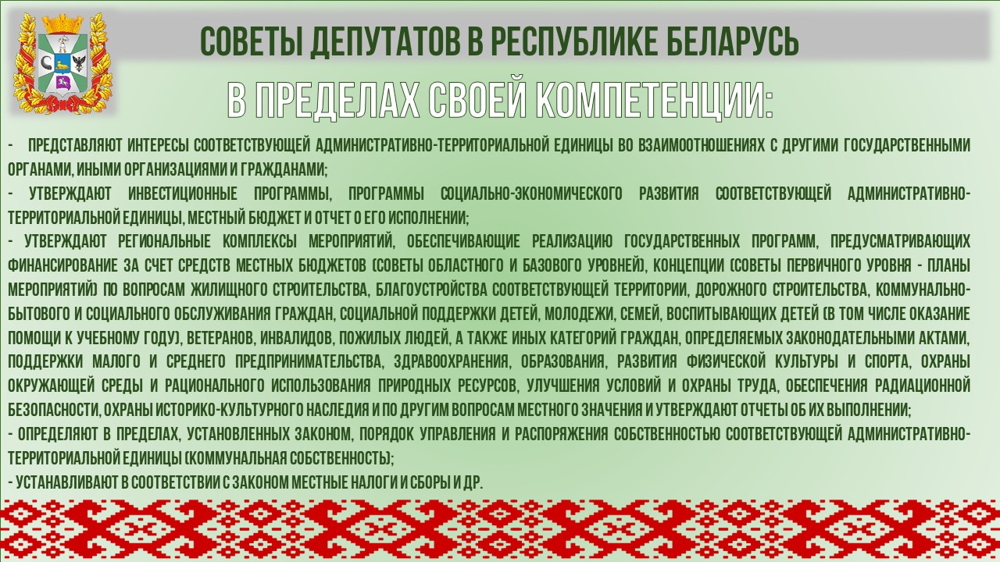 СОВЕТЫ ДЕПУТАТОВ В РЕСПУБЛИКЕ БЕЛАРУСЬ
В ПРЕДЕЛАХ СВОЕЙ КОМПЕТЕНЦИИ:
- ПРЕДСТАВЛЯЮТ ИНТЕРЕСЫ СООТВЕТСТВУЮЩЕЙ АДМИНИСТРАТИВНО-ТЕРРИТОРИАЛЬНОЙ ЕДИНИЦЫ ВО ВЗАИМООТНОШЕНИЯХ С ДРУГИМИ ГОСУДАРСТВЕННЫМИ
ОРГАНАМИ, ИНЫМИ ОРГАНИЗАЦИЯМИ И ГРАЖДАНАМИ;
- УТВЕРЖДАЮТ ИНВЕСТИЦИОННЫЕ ПРОГРАММЫ, ПРОГРАММЫ СОЦИАЛЬНО-ЭКОНОМИЧЕСКОГО РАЗВИТИЯ СООТВЕТСТВУЮЩЕЙ АДМИНИСТРАТИВНО-
ТЕРРИТОРИАЛЬНОЙ ЕДИНИЦЫ, МЕСТНЫЙ БЮДЖЕТ И ОТЧЕТ О ЕГО ИСПОЛНЕНИИ;
- УТВЕРЖДАЮТ РЕГИОНАЛЬНЫЕ КОМПЛЕКСЫ МЕРОПРИЯТИЙ, ОБЕСПЕЧИВАЮЩИЕ РЕАЛИЗАЦИЮ ГОСУДАРСТВЕННЫХ ПРОГРАММ, ПРЕДУСМАТРИВАЮЩИХ
ФИНАНСИРОВАНИЕ ЗА СЧЕТ СРЕДСТВ МЕСТНЫХ БЮДЖЕТОВ (СОВЕТЫ ОБЛАСТНОГО И БАЗОВОГО УРОВНЕЙ), КОНЦЕПЦИИ (СОВЕТЫ ПЕРВИЧНОГО УРОВНЯ - ПЛАНЫ
МЕРОПРИЯТИЙ) ПО ВОПРОСАМ ЖИЛИЩНОГО СТРОИТЕЛЬСТВА, БЛАГОУСТРОЙСТВА СООТВЕТСТВУЮЩЕЙ ТЕРРИТОРИИ, ДОРОЖНОГО СТРОИТЕЛЬСТВА, КОММУНАЛЬНО-
БЫТОВОГО И СОЦИАЛЬНОГО ОБСЛУЖИВАНИЯ ГРАЖДАН, СОЦИАЛЬНОЙ ПОДДЕРЖКИ ДЕТЕЙ, МОЛОДЕЖИ, СЕМЕЙ, ВОСПИТЫВАЮЩИХ ДЕТЕЙ (В ТОМ ЧИСЛЕ ОКАЗАНИЕ
ПОМОЩИ К УЧЕБНОМУ ГОДУ), ВЕТЕРАНОВ, ИНВАЛИДОВ, ПОЖИЛЫХ ЛЮДЕЙ, А ТАКЖЕ ИНЫХ КАТЕГОРИЙ ГРАЖДАН, ОПРЕДЕЛЯЕМЫХ ЗАКОНОДАТЕЛЬНЫМИ АКТАМИ,
ПОДДЕРЖКИ МАЛОГО И СРЕДНЕГО ПРЕДПРИНИМАТЕЛЬСТВА, ЗДРАВООХРАНЕНИЯ, ОБРАЗОВАНИЯ, РАЗВИТИЯ ФИЗИЧЕСКОЙ КУЛЬТУРЫ И СПОРТА, ОХРАНЫ
ОКРУЖАЮЩЕЙ СРЕДЫ И РАЦИОНАЛЬНОГО ИСПОЛЬЗОВАНИЯ ПРИРОДНЫХ РЕСУРСОВ, УЛУЧШЕНИЯ УСЛОВИЙ И ОХРАНЫ ТРУДА, ОБЕСПЕЧЕНИЯ РАДИАЦИОННОЙ
БЕЗОПАСНОСТИ, ОХРАНЫ ИСТОРИКО-КУЛЬТУРНОГО НАСЛЕДИЯ И ПО ДРУГИМ ВОПРОСАМ МЕСТНОГО ЗНАЧЕНИЯ И УТВЕРЖДАЮТ ОТЧЕТЫ ОБ ИХ ВЫПОЛНЕНИИ;
- ОПРЕДЕЛЯЮТ В ПРЕДЕЛАХ, УСТАНОВЛЕННЫХ ЗАКОНОМ, ПОРЯДОК УПРАВЛЕНИЯ И РАСПОРЯЖЕНИЯ СОБСТВЕННОСТЬЮ СООТВЕТСТВУЮЩЕЙ АДМИНИСТРАТИВНО-
ТЕРРИТОРИАЛЬНОЙ ЕДИНИЦЫ (КОММУНАЛЬНАЯ СОБСТВЕННОСТЬ);
- УСТАНАВЛИВАЮТ В СООТВЕТСТВИИ С ЗАКОНОМ МЕСТНЫЕ НАЛОГИ И СБОРЫ И ДР.